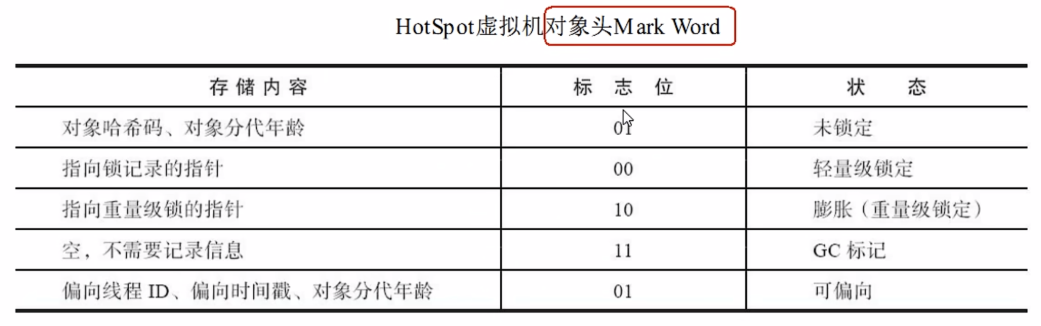 HotSpot虚拟机对象头Mark Word
存储内容 标志位 状态
对象哈希码、对象分代年龄 01 未锁定
指向锁记录的指针 00 轻量级锁定
指向重量级锁的指针 10 膨胀（重量级锁定）
空，不需要记录信息 11 GC 标记
偏向线程 ID、偏向时间戳、对象分代年龄 01 可偏向